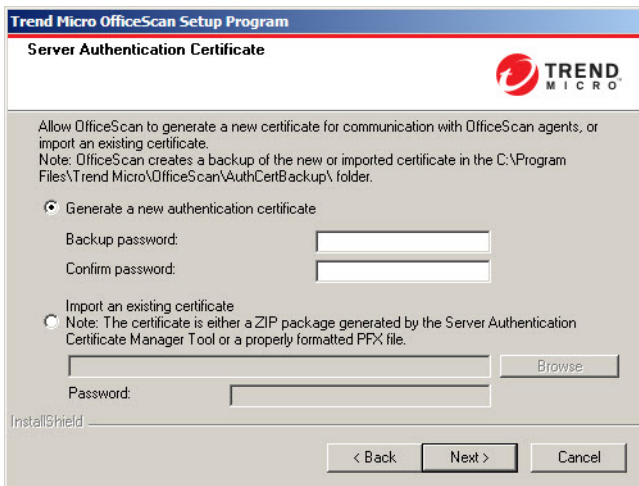 Trend Micro OfficeScan Setup Program
Server Authentication Certificate
TREND
MICRO
Allow OfficeScan to generate a new certificate for communication with OfficeScan agents, or
import an existing certificate.
Note: OfficeScan creates a backup of the new or imported certificate in the C:\Program
Files\Trend Micro\OfficeScan\AuthCertBackup\ folder.
Generate a new authentication certificate
Backup password:
Confirm password:
Import an existing certificate
Note: The certificate is either a ZIP package generated by the Server Authentication
Certificate Manager Tool or a properly formatted PFX file.
Browse
Password:
InstallShield
< Back
Next >
Cancel